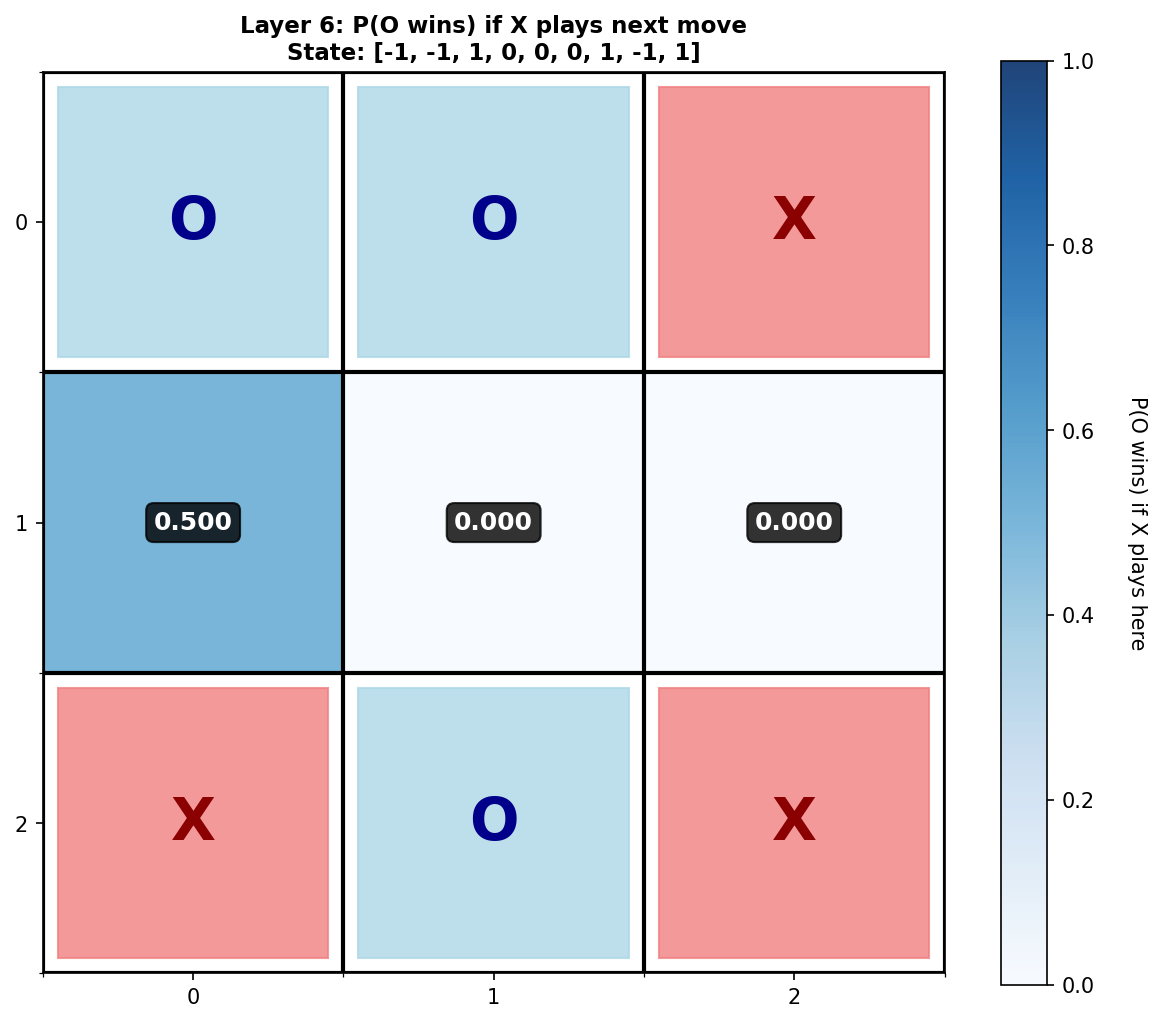 Layer 6: P(O wins) if X plays next move
State: [-1, -1, 1, 0, 0, 0, 1, -1, 1]
0
O
O
X
1
0.500
0.000
0.000
2
X
O
X
0
1
2
1.0
0.8
0.6
0.4
0.2
0.0
P(O wins) if X plays here